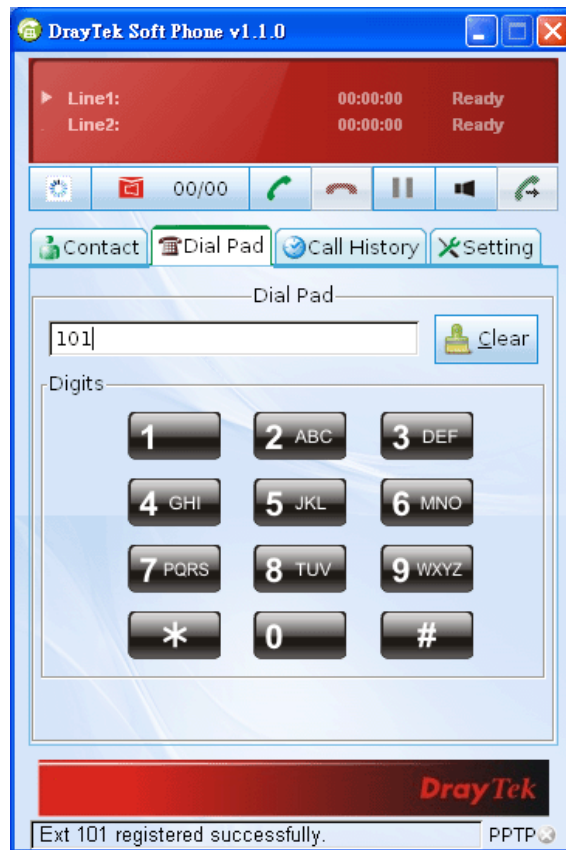 DrayTek Soft Phone v1.1.0
Line1: 00:00:00 Ready
Line2: 00:00:00 Ready
00/00
Contact Dial Pad Call History Setting
Dial Pad
101 Clear
Digits
1 2 ABC 3 DEF
4 GHI 5 JKL 6 MNO
7 PQRS 8 TUV 9 WXYZ
* 0 #
DrayTek
Ext 101 registered successfully. PPTP